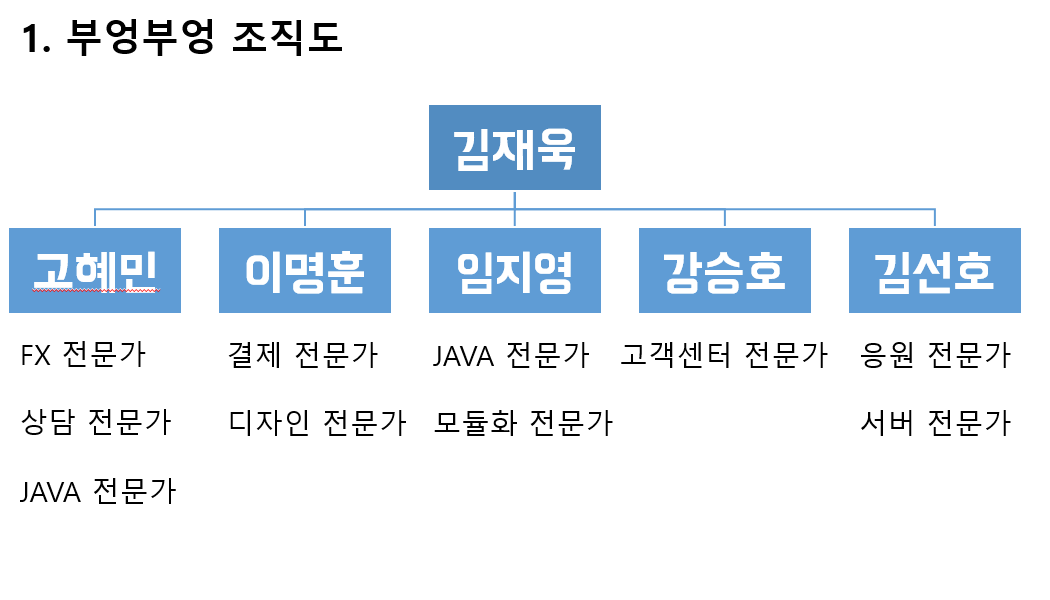 1. 부엉부엉 조직도
김재욱
고혜민 이명훈 임지영 강승호 김선호
FX 전문가 결제 전문가 JAVA 전문가 고객센터 전문가 응원 전문가
상담 전문가 디자인 전문가 모듈화 전문가 서버 전문가
JAVA 전문가